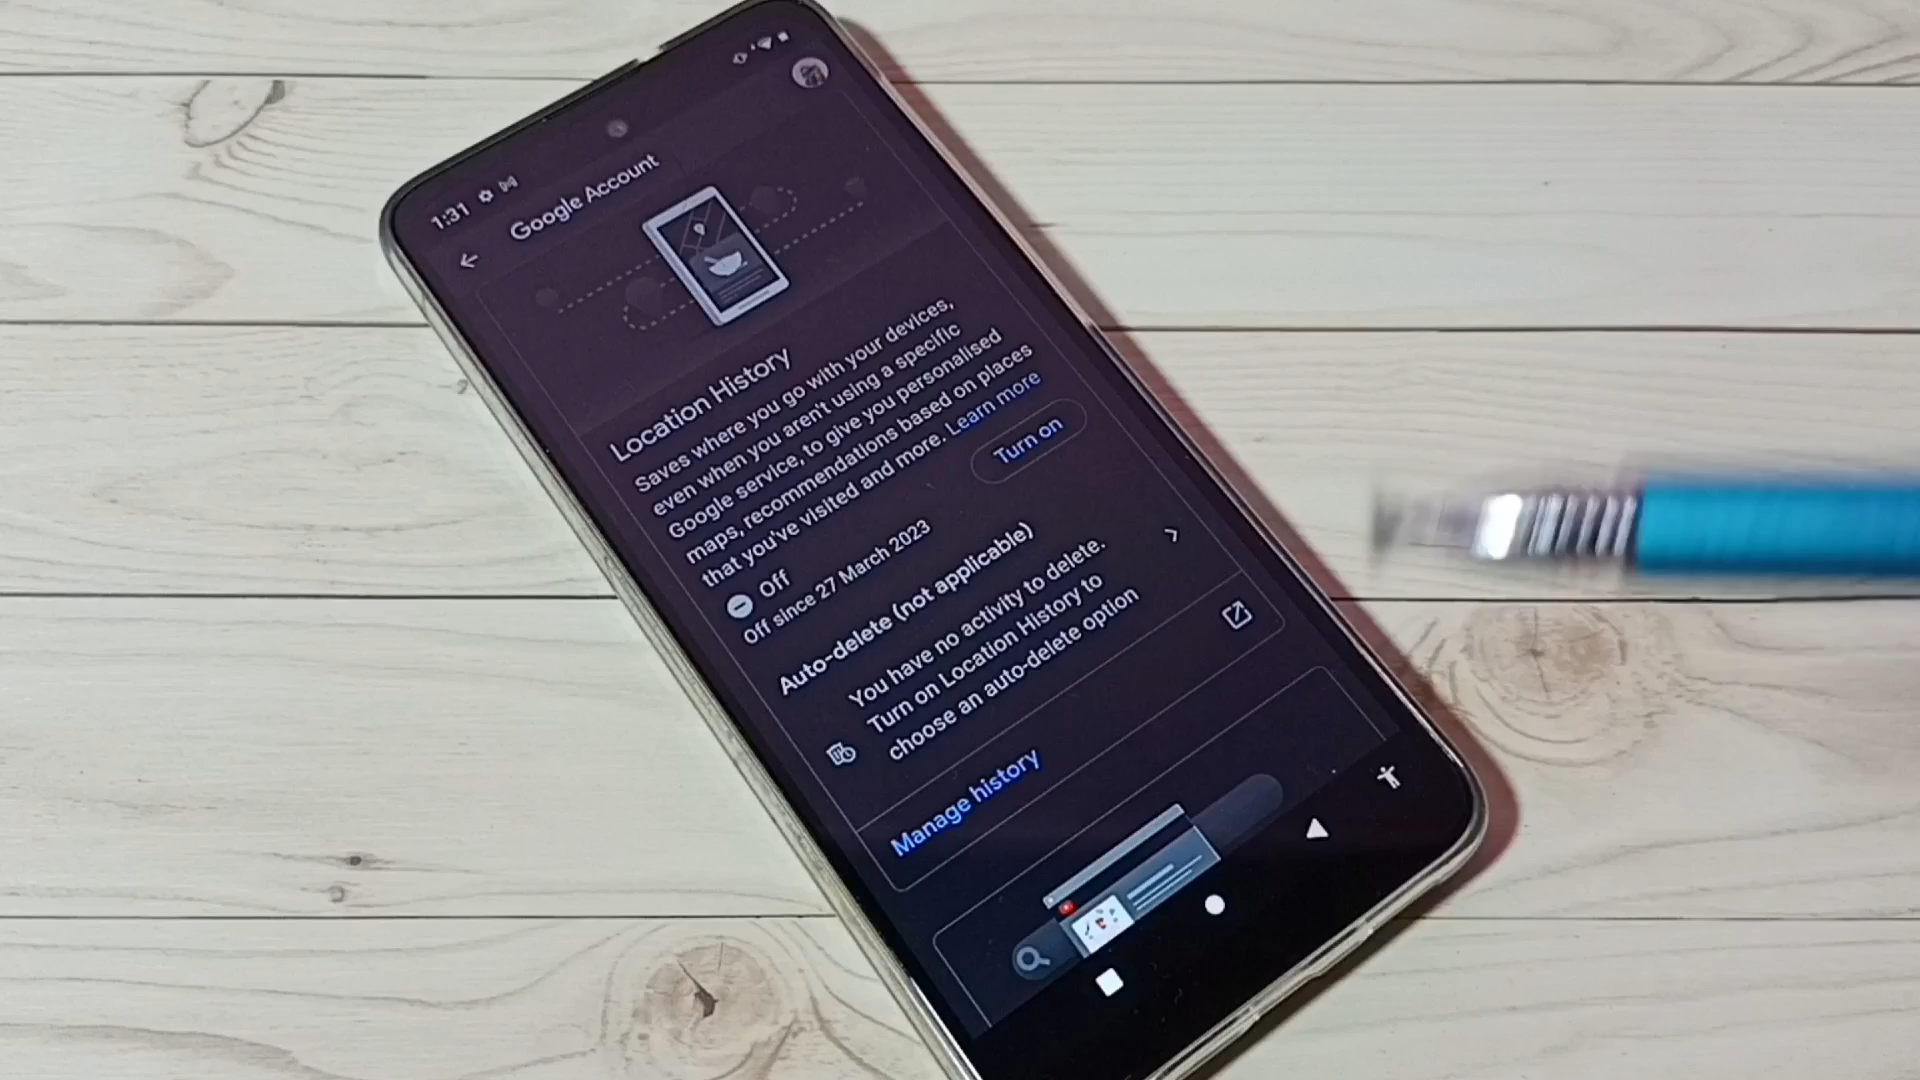 1:31
Google Account
Location History
Saves where you go with your devices,
even when you aren't using a specific
Google service, to give you personalised
maps, recommendations based on places
that you've visited and more. Learn more
Turn on
Off
Off since 27 March 2023
Auto-delete (not applicable)
You have no activity to delete.
Turn on Location History to
choose an auto-delete option
Manage history